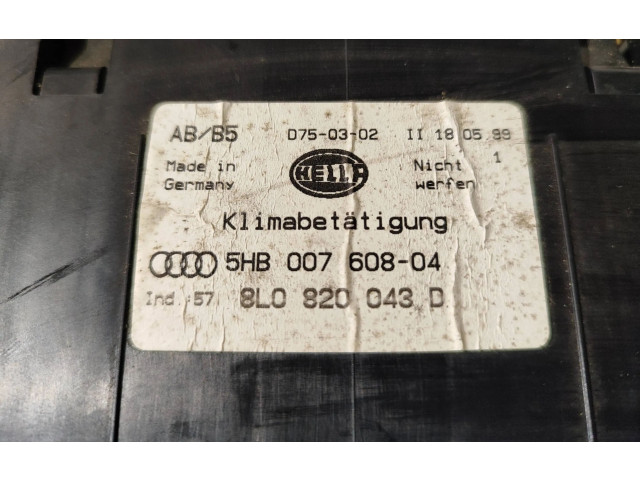 AB/B5 D75-03-02 II 18 05.99
Made in Germany
HELLA
Nicht werfen
1
Klimabetätigung
5HB 007 608-04
Ind :57 8L0 820 043 D